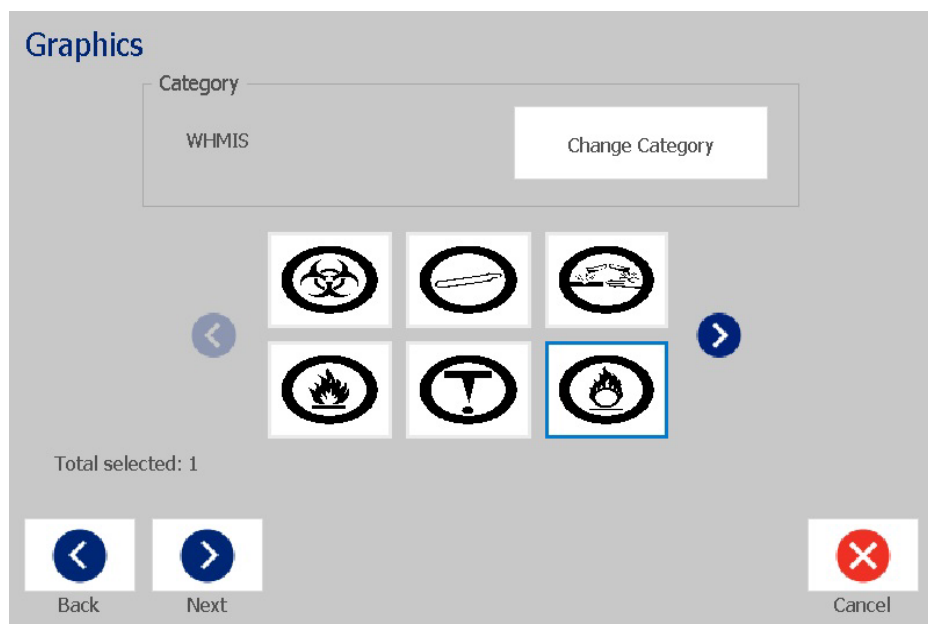 Graphics
Category
WHMIS
Change Category
Total selected: 1
Back
Next
Cancel